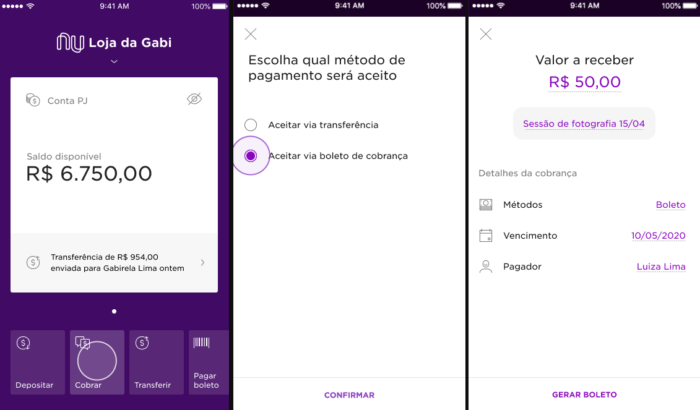 9:41 AM
100%
nu Loja da Gabi
Conta PJ
Saldo disponível
R$ 6.750,00
Transferência de R$ 954,00
enviada para Gabirela Lima ontem
Depositar
Cobrar
Transferir
Pagar
boleto
9:41 AM
100%
Escolha qual método de
pagamento será aceito
Aceitar via transferência
Aceitar via boleto de cobrança
CONFIRMAR
9:41 AM
100%
Valor a receber
R$ 50,00
Sessão de fotografia 15/04
Detalhes da cobrança
Métodos
Boleto
Vencimento
10/05/2020
Pagador
Luiza Lima
GERAR BOLETO